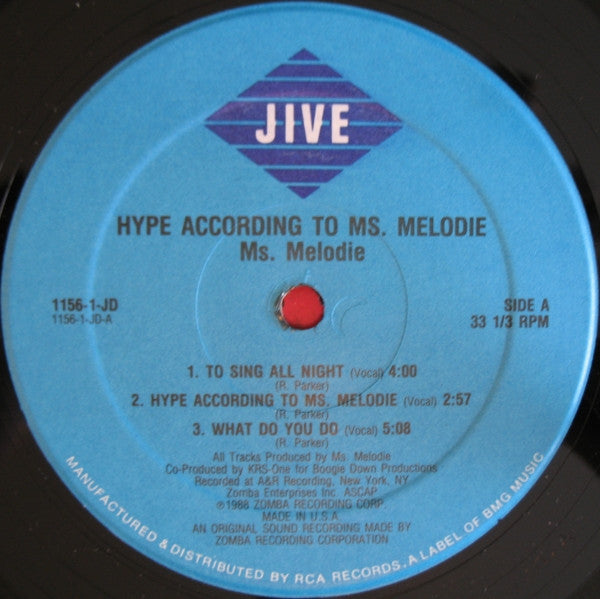 JIVE
HYPE ACCORDING TO MS. MELODIE
Ms. Melodie
1156-1-JD
1156-1-JD-A
SIDE A
33 1/3 RPM
1. TO SING ALL NIGHT (Vocal) 4:00
(R. Parker)
2. HYPE ACCORDING TO MS. MELODIE (Vocal) 2:57
(R. Parker)
3. WHAT DO YOU DO (Vocal) 5:08
(R. Parker)
All Tracks Produced by Ms. Melodie
Co-Produced by KRS-One for Boogie Down Productions
Recorded at A&R Recording, New York, NY
Zomba Enterprises Inc. ASCAP
℗1988 ZOMBA RECORDING CORP.
MADE IN U.S.A.
AN ORIGINAL SOUND RECORDING MADE BY
ZOMBA RECORDING CORPORATION
MANUFACTURED & DISTRIBUTED BY RCA RECORDS, A LABEL OF BMG MUSIC